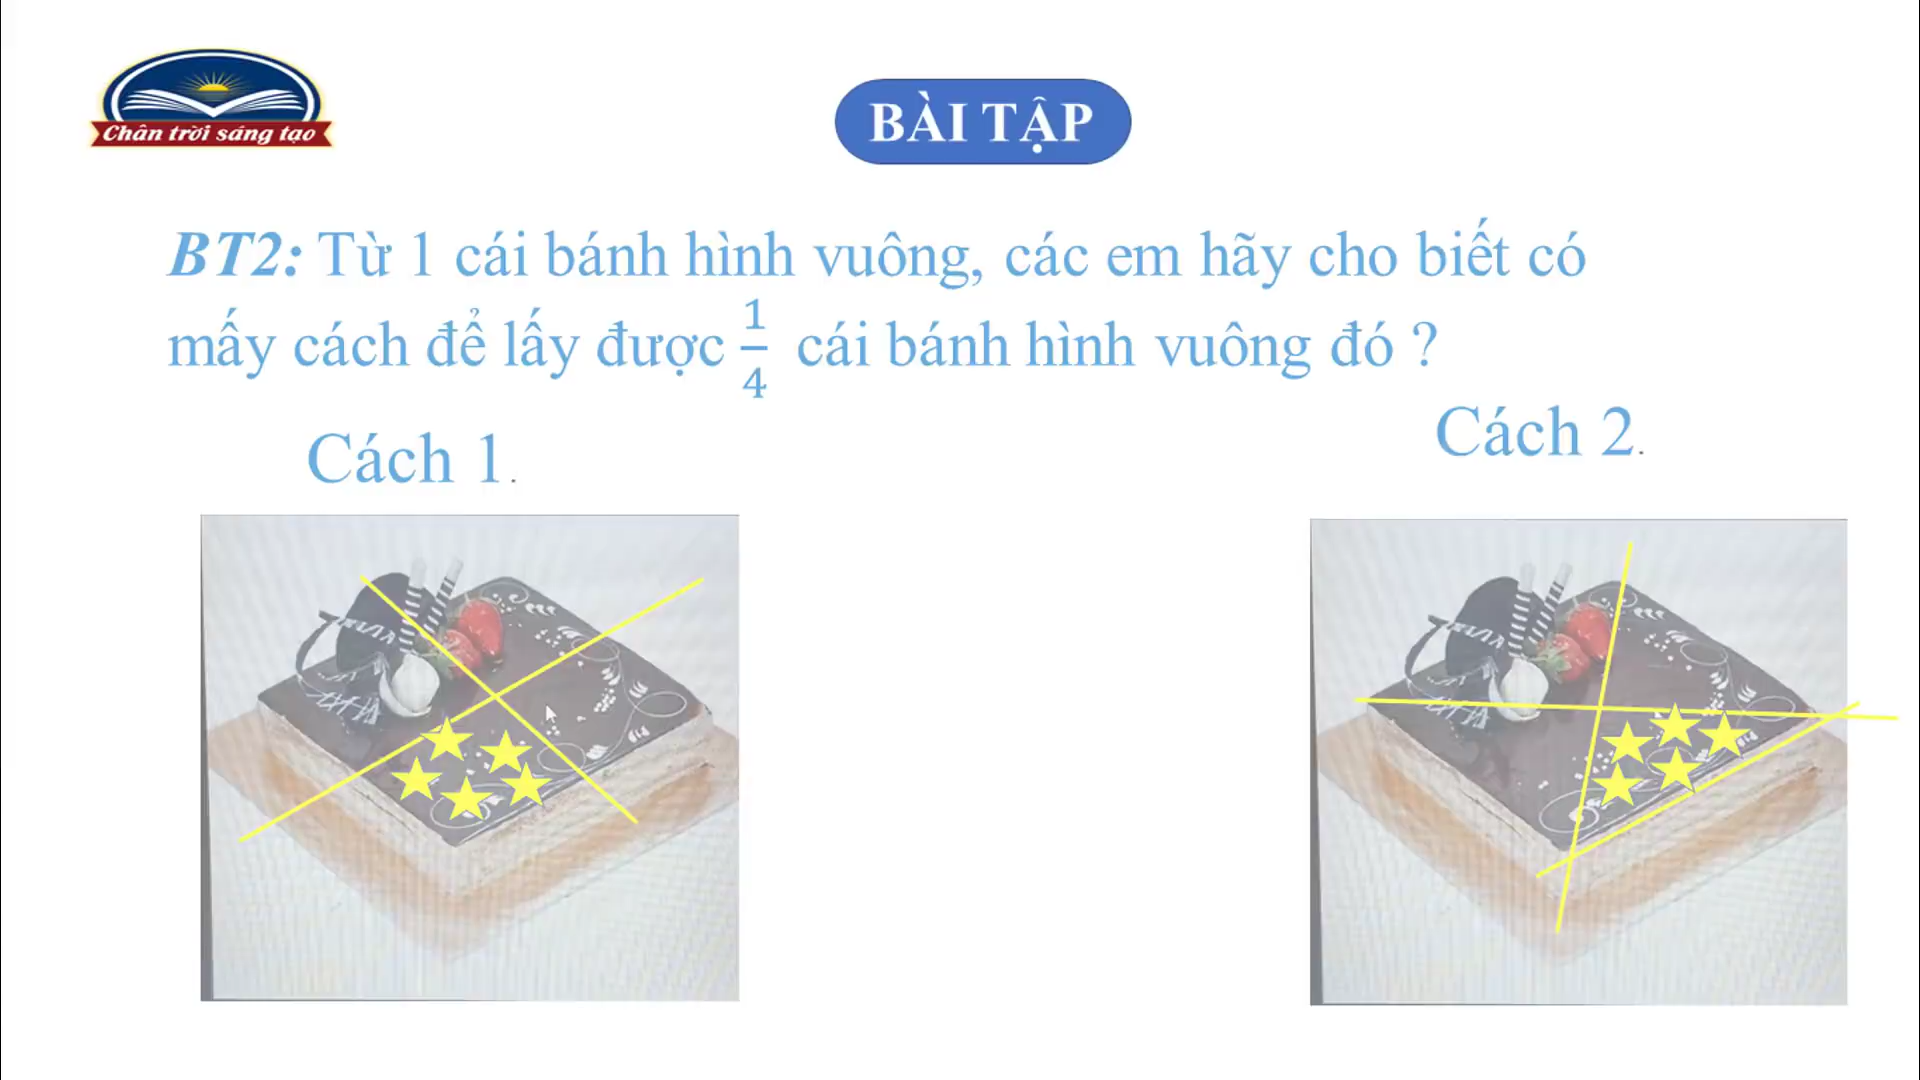 Chân trời sáng tạo
BÀI TẬP
BT2: Từ 1 cái bánh hình vuông, các em hãy cho biết có
mấy cách để lấy được 1/4 cái bánh hình vuông đó ?
Cách 1.
Cách 2.